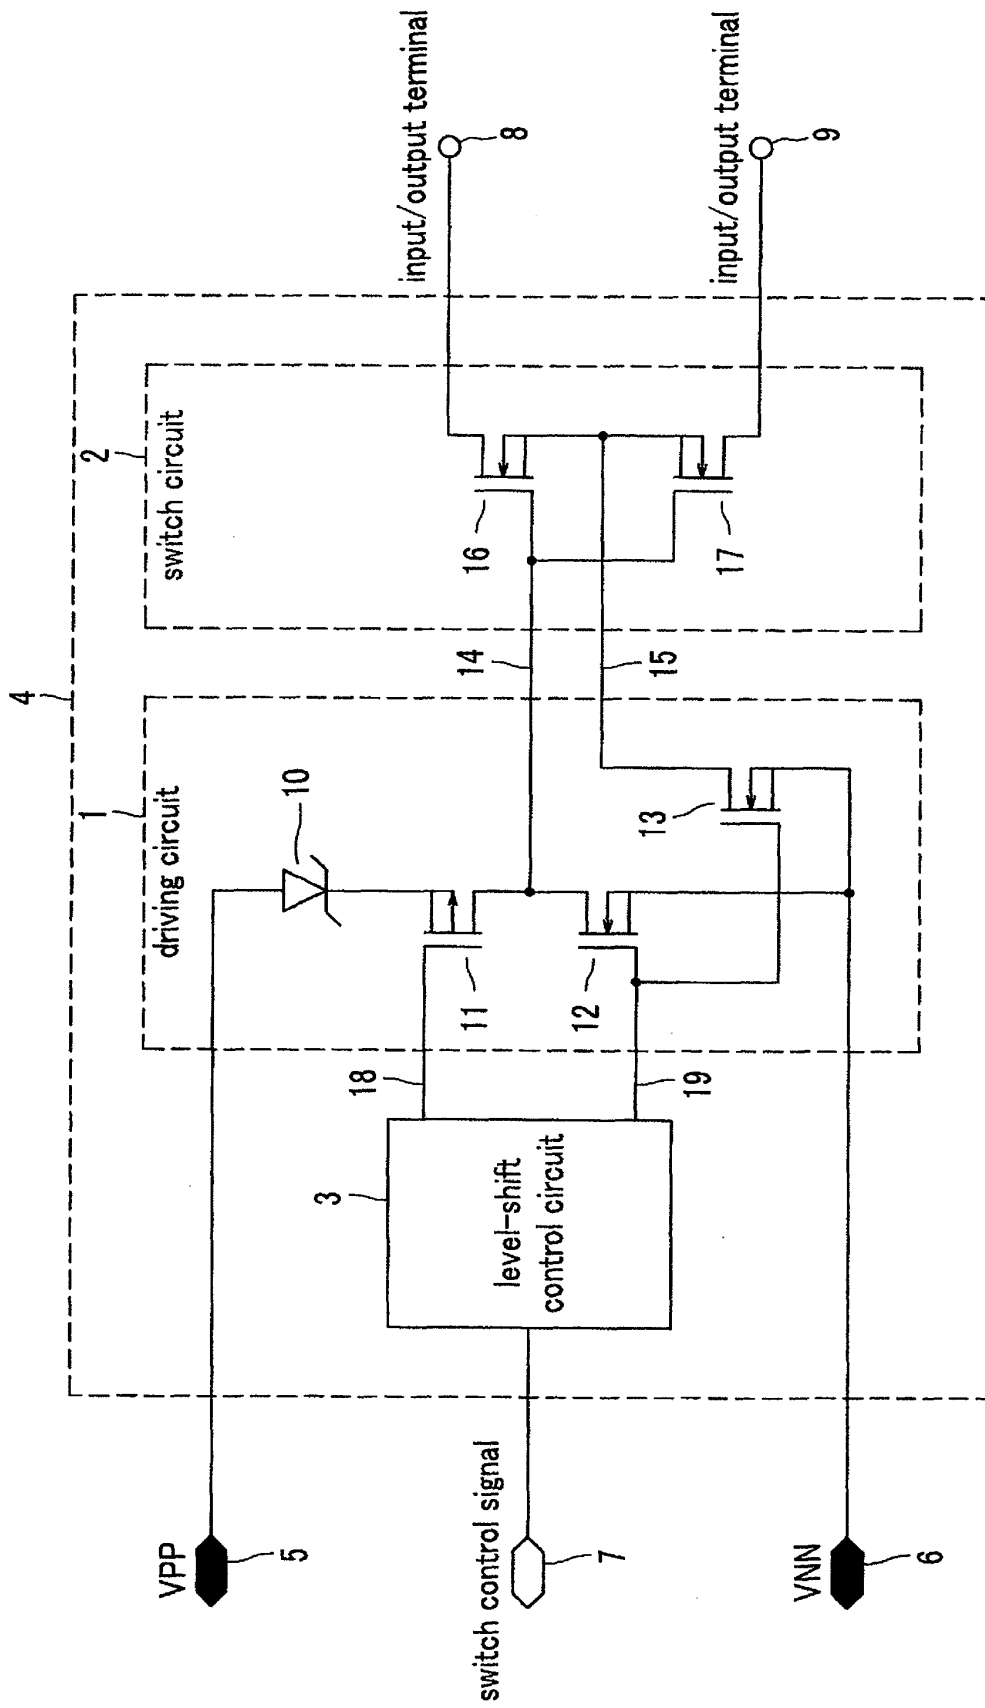 4
1
driving circuit
2
switch circuit
VPP
5
10
input/output terminal
8
3
level-shift
control circuit
18
11
14
16
switch control signal
7
19
12
15
13
17
input/output terminal
9
VNN
6